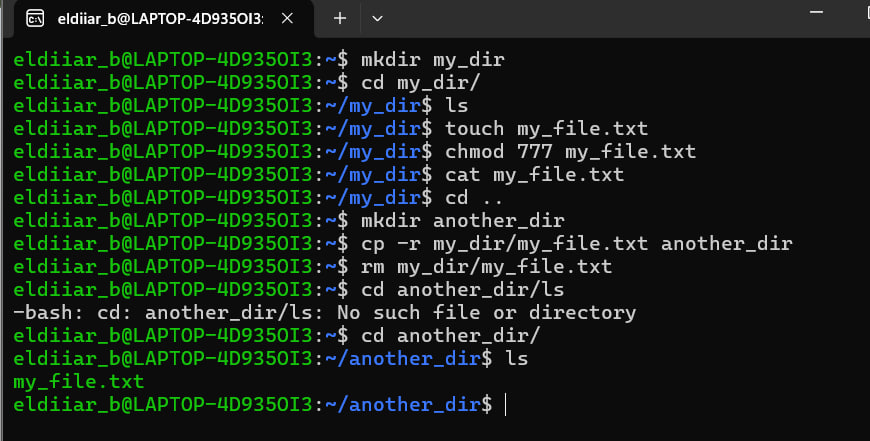 eldiiar_b@LAPTOP-4D935OI3:
eldiiar_b@LAPTOP-4D935OI3:~$ mkdir my_dir
eldiiar_b@LAPTOP-4D935OI3:~$ cd my_dir/
eldiiar_b@LAPTOP-4D935OI3:~/my_dir$ ls
eldiiar_b@LAPTOP-4D935OI3:~/my_dir$ touch my_file.txt
eldiiar_b@LAPTOP-4D935OI3:~/my_dir$ chmod 777 my_file.txt
eldiiar_b@LAPTOP-4D935OI3:~/my_dir$ cat my_file.txt
eldiiar_b@LAPTOP-4D935OI3:~/my_dir$ cd ..
eldiiar_b@LAPTOP-4D935OI3:~$ mkdir another_dir
eldiiar_b@LAPTOP-4D935OI3:~$ cp -r my_dir/my_file.txt another_dir
eldiiar_b@LAPTOP-4D935OI3:~$ rm my_dir/my_file.txt
eldiiar_b@LAPTOP-4D935OI3:~$ cd another_dir/ls
-bash: cd: another_dir/ls: No such file or directory
eldiiar_b@LAPTOP-4D935OI3:~$ cd another_dir/
eldiiar_b@LAPTOP-4D935OI3:~/another_dir$ ls
my_file.txt
eldiiar_b@LAPTOP-4D935OI3:~/another_dir$